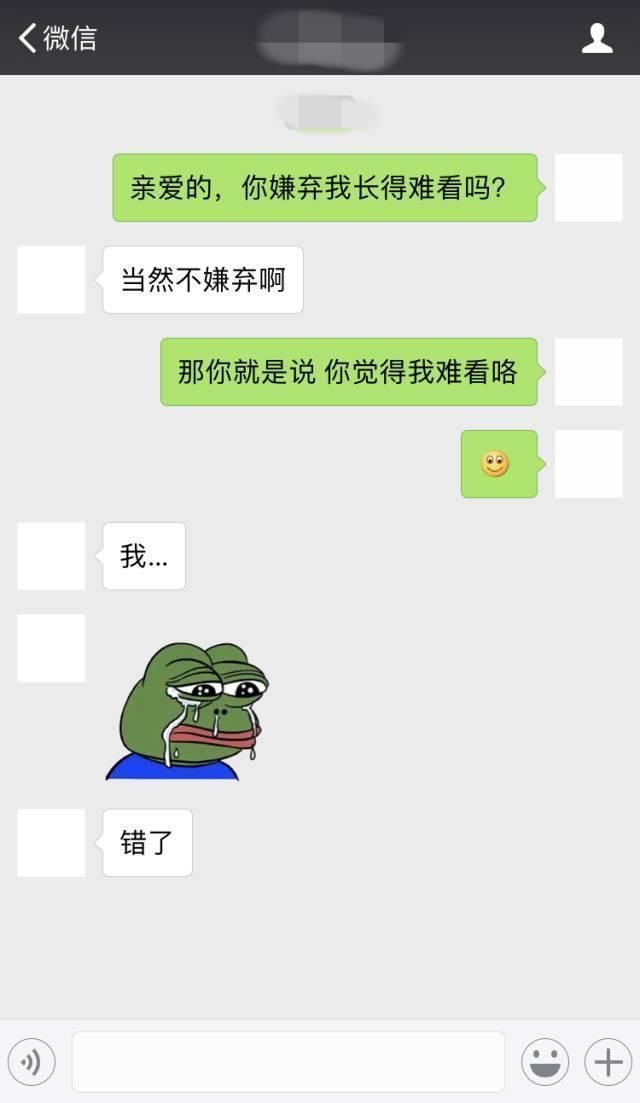 微信
亲爱的，你嫌弃我长得难看吗？
当然不嫌弃啊
那你就是说 你觉得我难看咯
我...
错了